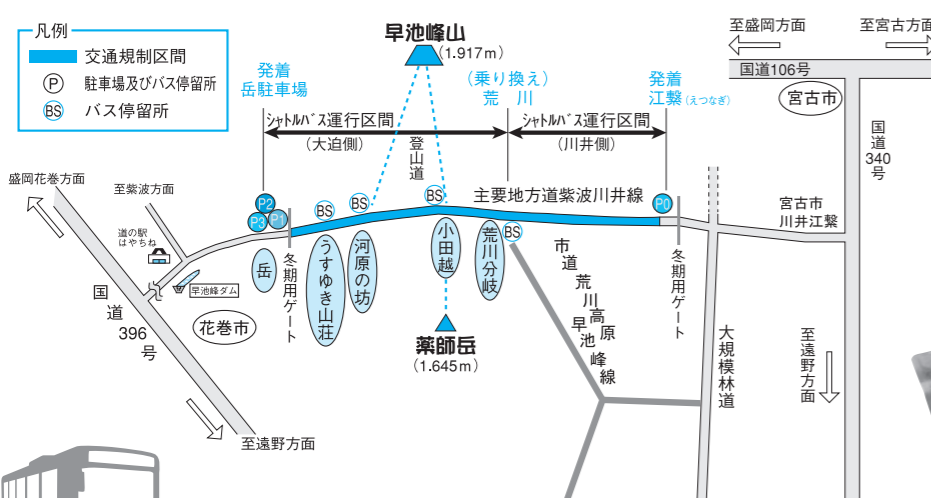 凡例
交通規制区間
P 駐車場及びバス停留所
BS バス停留所
早池峰山
(1.917m)
発着
岳駐車場
(乗り換え)
荒川
発着
江繋(えつなぎ)
シャトルバス運行区間
(大迫側)
シャトルバス運行区間
(川井側)
登山道
至盛岡方面
至宮古方面
国道106号
宮古市
国道340号
盛岡花巻方面
至紫波方面
道の駅
はやちね
早池峰ダム
国道396号
花巻市
至遠野方面
P2
P3
P1
BS
BS
BS
BS
P0
主要地方道紫波川井線
岳
冬期用ゲート
うすゆき山荘
河原の坊
小田越
荒川分岐
薬師岳
(1.645m)
市道 荒川高原早池峰線
冬期用ゲート
大規模林道
宮古市
川井江繋
至遠野方面